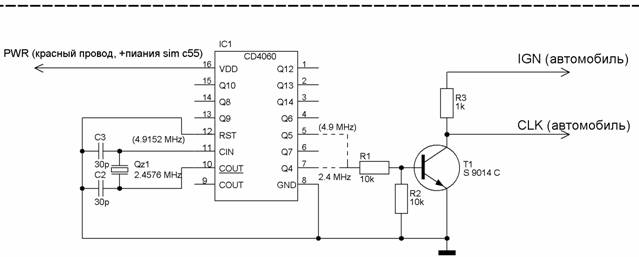 IC1
PWR (красный провод, +пиания sim c55)
IGN (автомобиль)
CD4060
16 VDD Q12 1
15 Q10 Q13 2
14 Q8 Q14 3
13 Q9 Q6 4
12 RST Q5 5 (4.9 MHz)
11 CIN Q7 6
10 COUT Q4 7 2.4 MHz
9 COUT GND 8
R3
1k
CLK (автомобиль)
C3
30p
(4.9152 MHz)
Qz1
2.4576 MHz
C2
30p
R1
10k
R2
10k
T1
S 9014 C